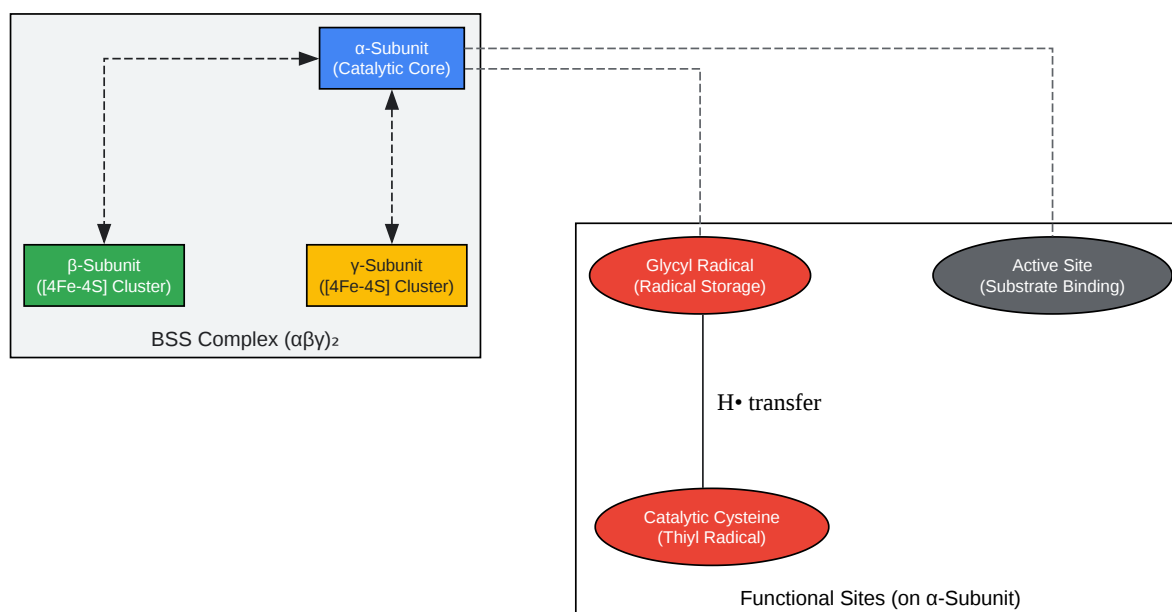 α-Subunit
(Catalytic Core)
β-Subunit
([4Fe-4S] Cluster)
γ-Subunit
([4Fe-4S] Cluster)
BSS Complex (αβγ)₂
Glycyl Radical
(Radical Storage)
Active Site
(Substrate Binding)
H• transfer
Catalytic Cysteine
(Thiyl Radical)
Functional Sites (on α-Subunit)